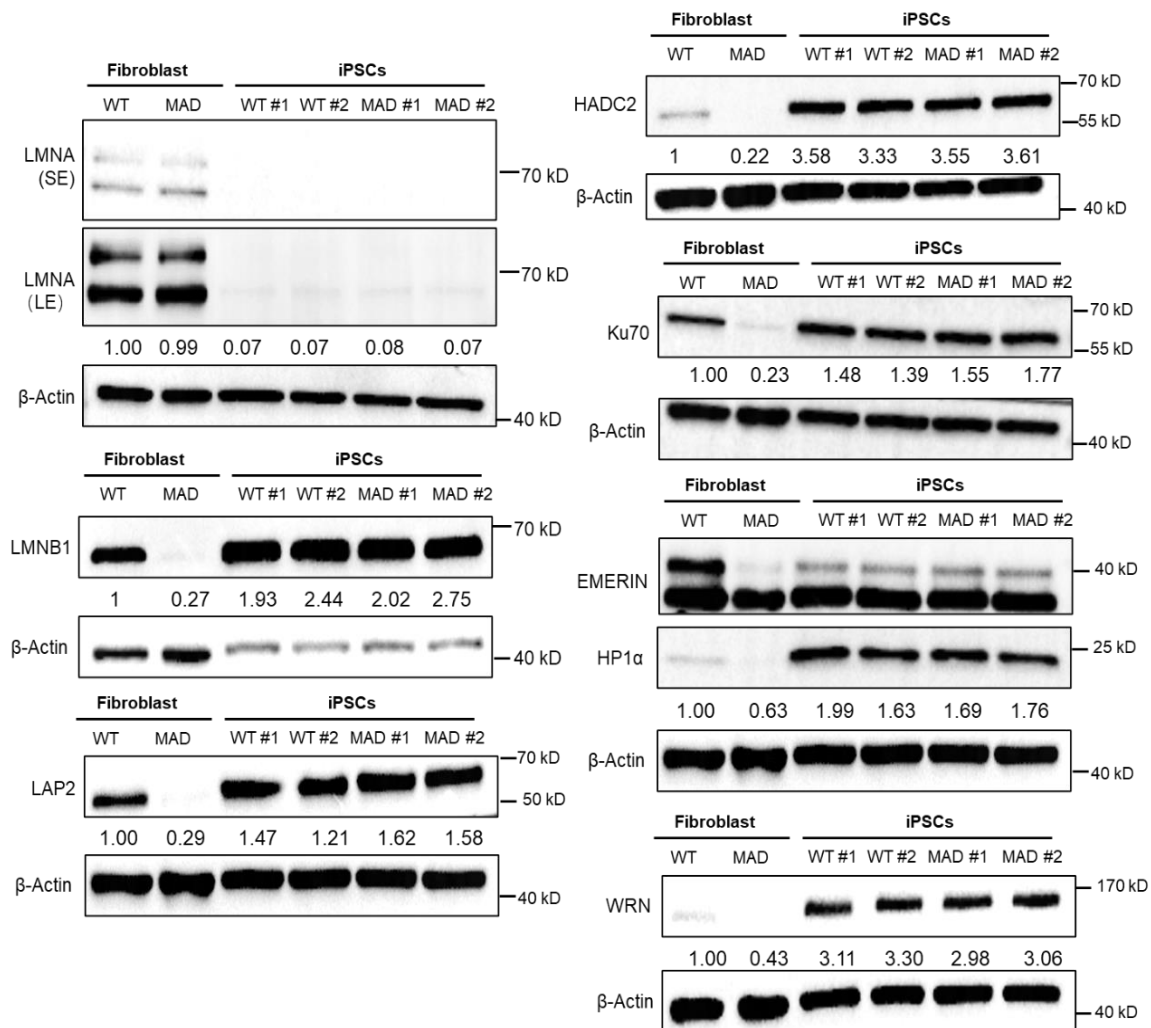 Fibroblast iPSCs
WT MAD WT #1 WT #2 MAD #1 MAD #2
LMNA
(SE)
70 kD
LMNA
(LE)
70 kD
1.00 0.99 0.07 0.07 0.08 0.07
β-Actin
40 kD
Fibroblast iPSCs
WT MAD WT #1 WT #2 MAD #1 MAD #2
70 kD
LMNB1
1 0.27 1.93 2.44 2.02 2.75
β-Actin
40 kD
Fibroblast iPSCs
WT MAD WT #1 WT #2 MAD #1 MAD #2
70 kD
LAP2
50 kD
1.00 0.29 1.47 1.21 1.62 1.58
β-Actin
40 kD
Fibroblast iPSCs
WT MAD WT #1 WT #2 MAD #1 MAD #2
70 kD
HADC2
55 kD
1 0.22 3.58 3.33 3.55 3.61
β-Actin
40 kD
Fibroblast iPSCs
WT MAD WT #1 WT #2 MAD #1 MAD #2
70 kD
Ku70
55 kD
1.00 0.23 1.48 1.39 1.55 1.77
β-Actin
40 kD
Fibroblast iPSCs
WT MAD WT #1 WT #2 MAD #1 MAD #2
EMERIN
40 kD
HP1α
25 kD
1.00 0.63 1.99 1.63 1.69 1.76
β-Actin
40 kD
Fibroblast iPSCs
WT MAD WT #1 WT #2 MAD #1 MAD #2
170 kD
WRN
1.00 0.43 3.11 3.30 2.98 3.06
β-Actin
40 kD